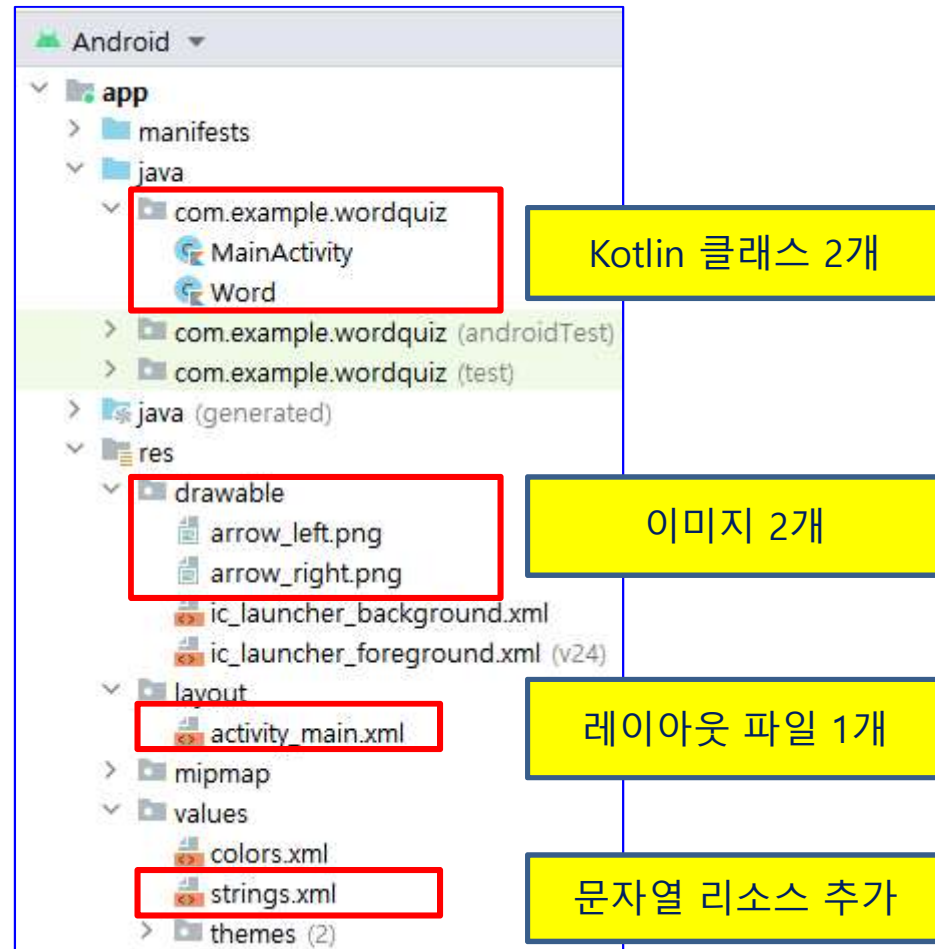 Android
app
manifests
java
com.example.wordquiz
MainActivity
Kotlin 클래스 2개
Word
com.example.wordquiz (androidTest)
com.example.wordquiz (test)
java (generated)
res
drawable
arrow_left.png
이미지 2개
arrow_right.png
ic_launcher_background.xml
ic_launcher_foreground.xml (v24)
layout
activity_main.xml
레이아웃 파일 1개
mipmap
values
colors.xml
strings.xml
문자열 리소스 추가
themes (2)